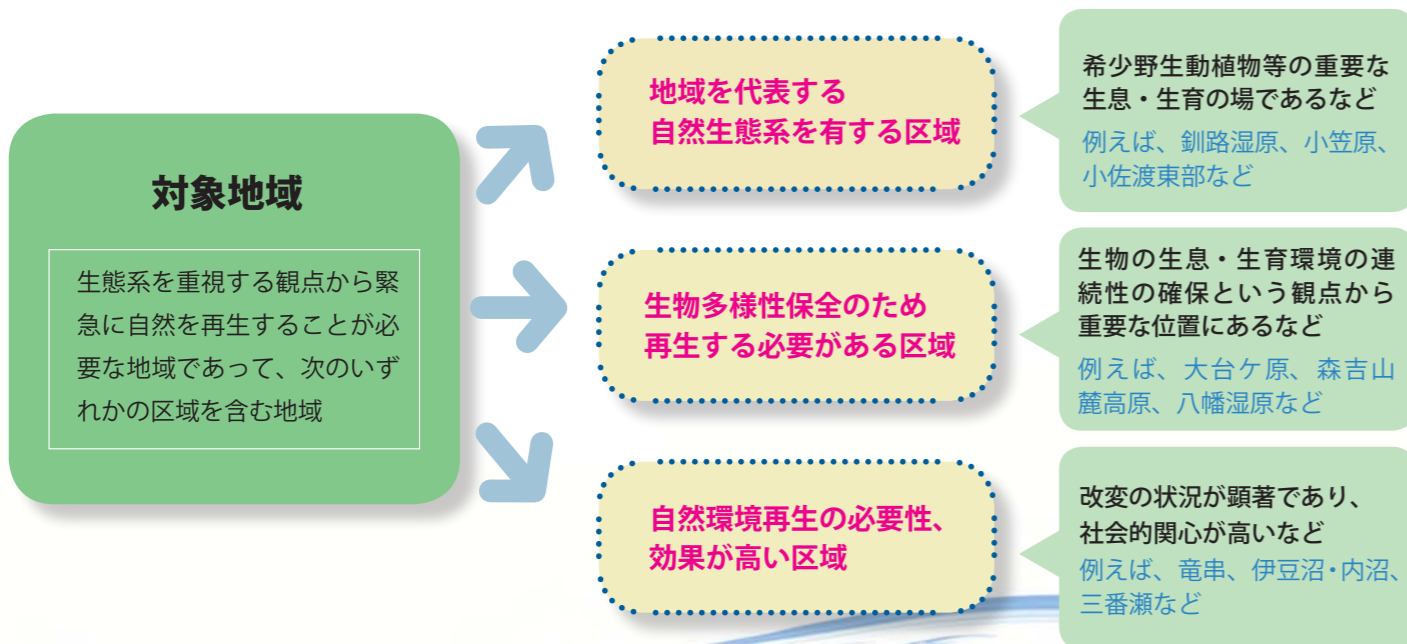 対象地域
生態系を重視する観点から緊
急に自然を再生することが必
要な地域であって、次のいず
れかの区域を含む地域
地域を代表する
自然生態系を有する区域
希少野生動植物等の重要な
生息・生育の場であるなど
例えば、釧路湿原、小笠原、
小佐渡東部など
生物多様性保全のため
再生する必要がある区域
生物の生息・生育環境の連
続性の確保という観点から
重要な位置にあるなど
例えば、大台ケ原、森吉山
麓高原、八幡湿原など
自然環境再生の必要性、
効果が高い区域
改変の状況が顕著であり、
社会的関心が高いなど
例えば、竜串、伊豆沼・内沼、
三番瀬など